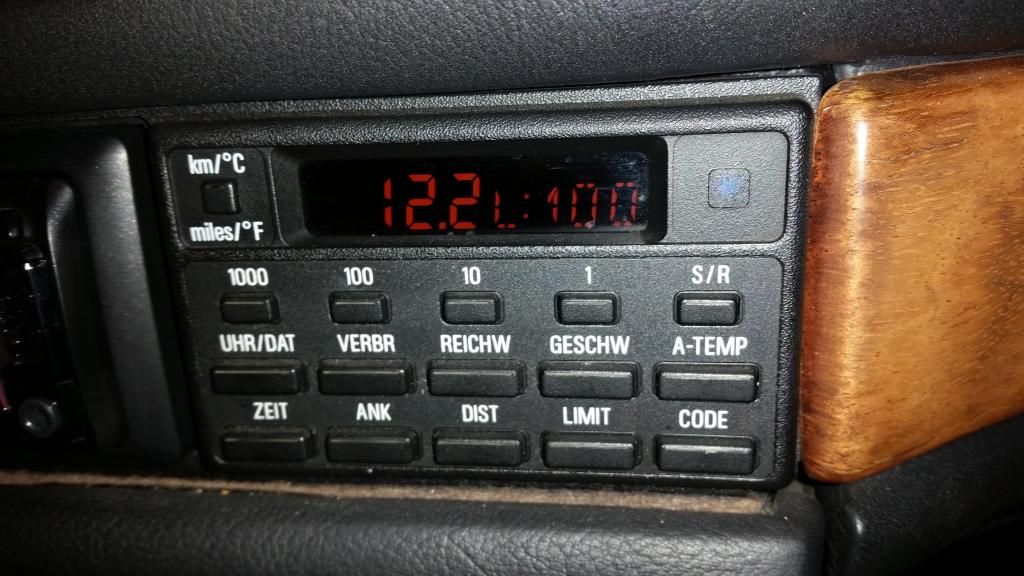 km/°C
miles/°F
12.2 L:100
1000 100 10 1 S/R
UHR/DAT VERBR REICHW GESCHW A-TEMP
ZEIT ANK DIST LIMIT CODE